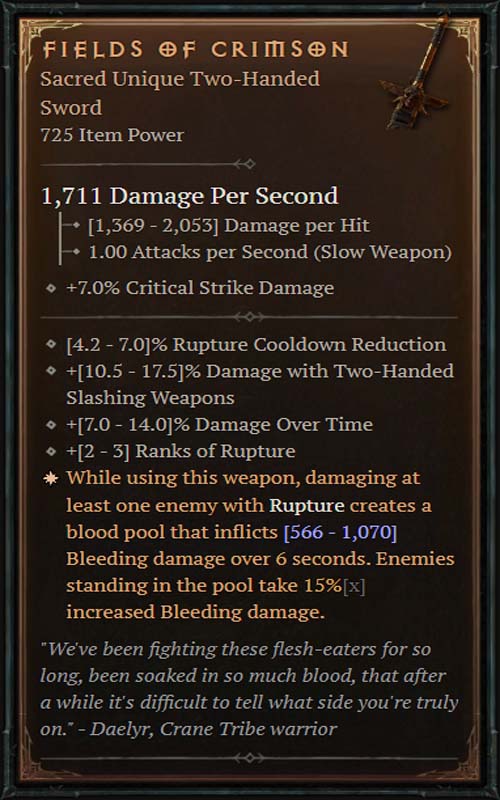 FIELDS OF CRIMSON
Sacred Unique Two-Handed
Sword
725 Item Power
1,711 Damage Per Second
[1,369 - 2,053] Damage per Hit
1.00 Attacks per Second (Slow Weapon)
+7.0% Critical Strike Damage
[4.2 - 7.0]% Rupture Cooldown Reduction
+[10.5 - 17.5]% Damage with Two-Handed
Slashing Weapons
+[7.0 - 14.0]% Damage Over Time
+[2 - 3] Ranks of Rupture
While using this weapon, damaging at
least one enemy with Rupture creates a
blood pool that inflicts [566 - 1,070]
Bleeding damage over 6 seconds. Enemies
standing in the pool take 15%[x]
increased Bleeding damage.
"We've been fighting these flesh-eaters for so
long, been soaked in so much blood, that after
a while it's difficult to tell what side you're truly
on." - Daelyr, Crane Tribe warrior